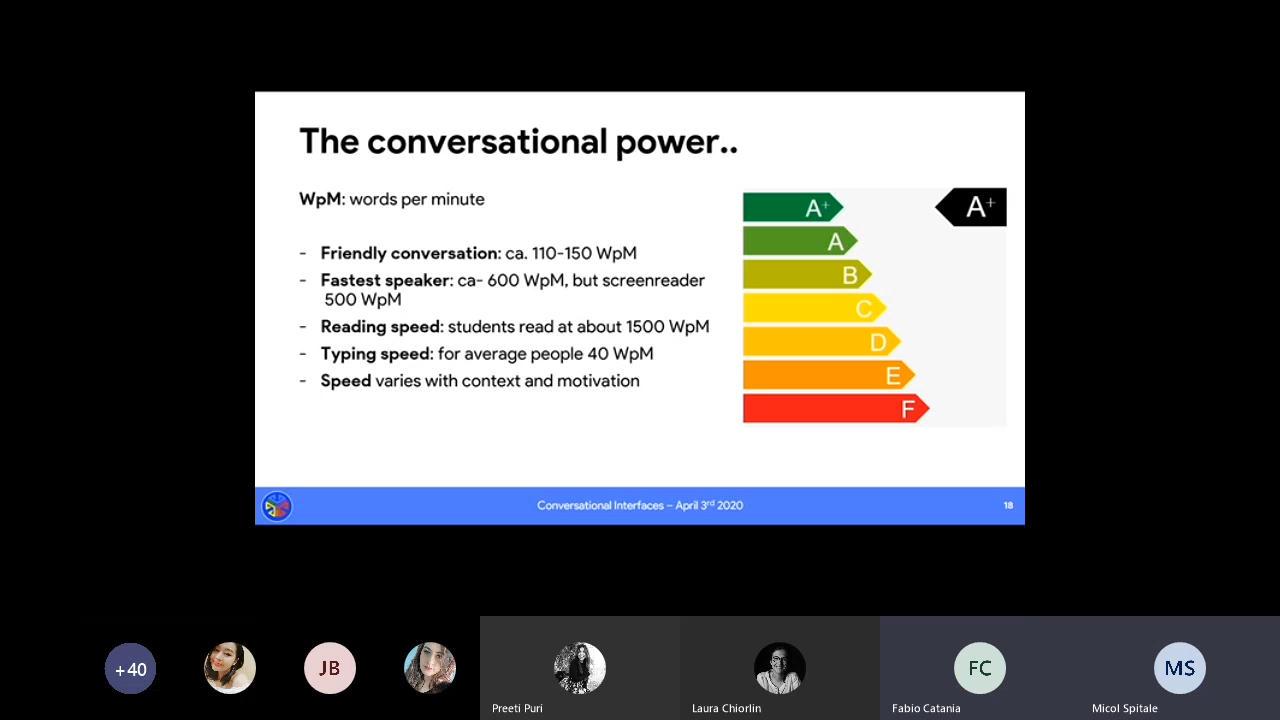 The conversational power..
WpM: words per minute
- Friendly conversation: ca. 110-150 WpM
- Fastest speaker: ca- 600 WpM, but screenreader
500 WpM
- Reading speed: students read at about 1500 WpM
- Typing speed: for average people 40 WpM
- Speed varies with context and motivation
A+
A+
A
B
C
D
E
F
Conversational Interfaces – April 3rd 2020
18
+40
JB
FC
MS
Preeti Puri
Laura Chiorlin
Fabio Catania
Micol Spitale